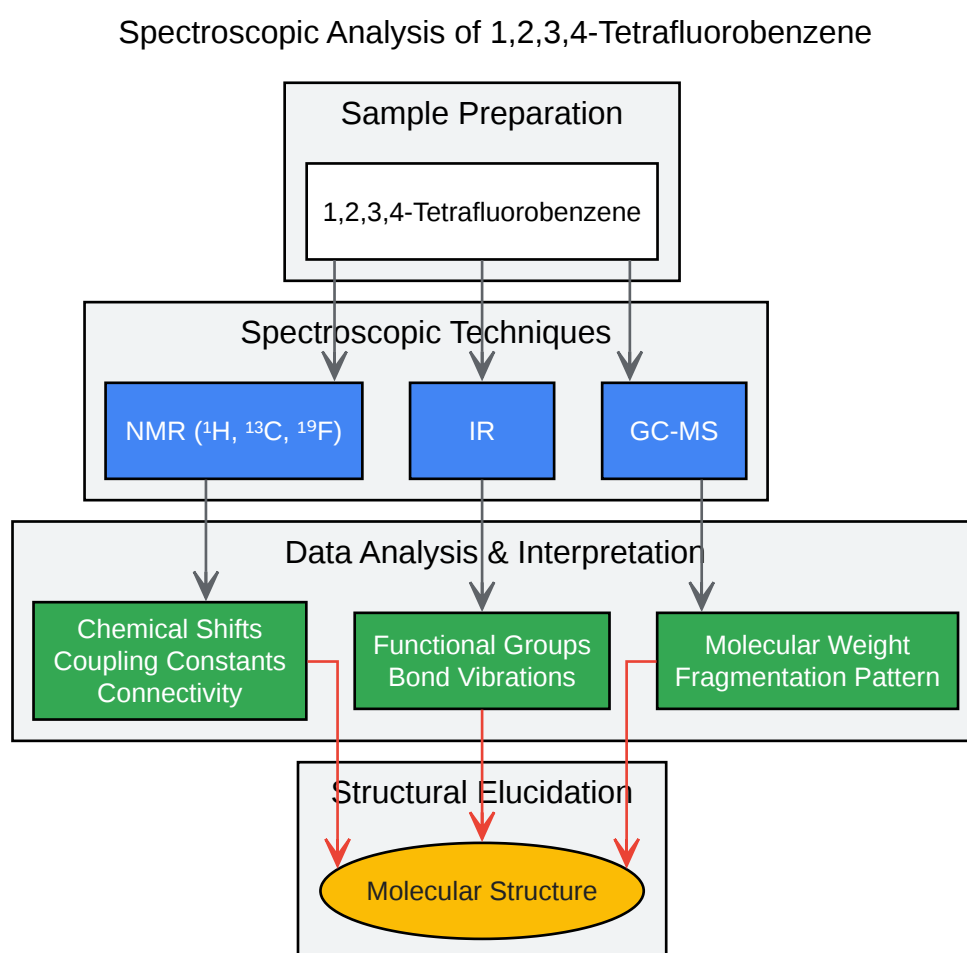 Spectroscopic Analysis of 1,2,3,4-Tetrafluorobenzene
Sample Preparation
1,2,3,4-Tetrafluorobenzene
Spectroscopic Techniques
NMR (¹H, ¹³C, ¹⁹F)
IR
GC-MS
Data Analysis & Interpretation
Chemical Shifts
Coupling Constants
Connectivity
Functional Groups
Bond Vibrations
Molecular Weight
Fragmentation Pattern
Structural Elucidation
Molecular Structure